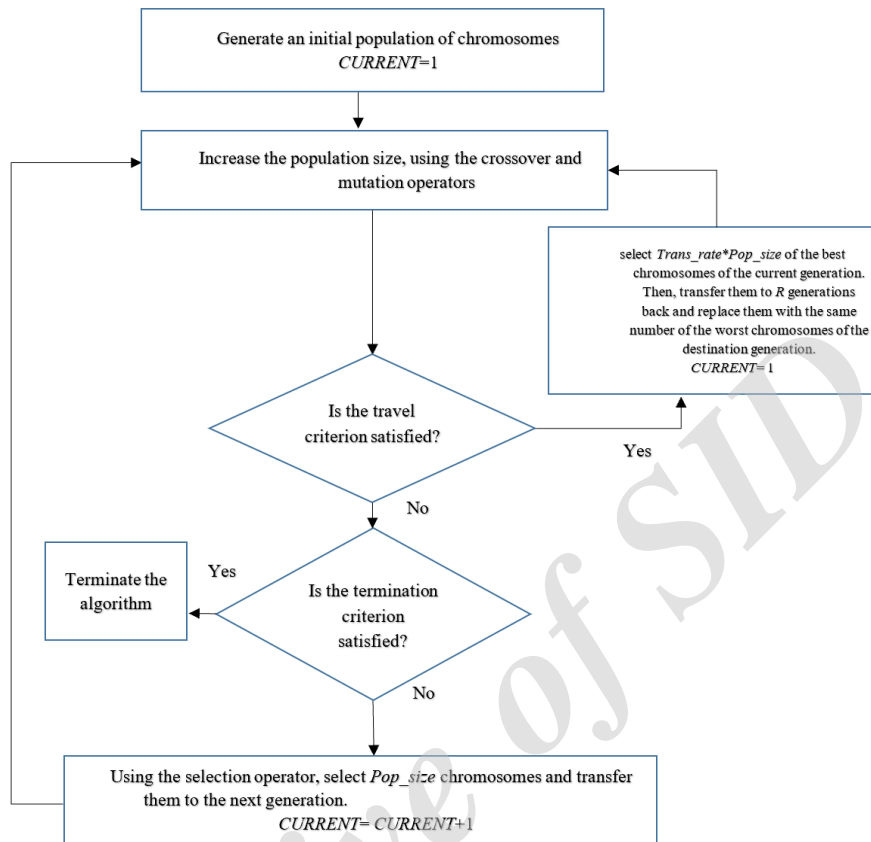 Generate an initial population of chromosomes
CURRENT=1
Increase the population size, using the crossover and
mutation operators
select Trans_rate*Pop_size of the best
chromosomes of the current generation.
Then, transfer them to R generations
back and replace them with the same
number of the worst chromosomes of the
destination generation.
CURRENT= 1
Is the travel
criterion satisfied?
Yes
No
Is the termination
criterion
satisfied?
Yes
Terminate the
algorithm
No
Using the selection operator, select Pop_size chromosomes and transfer
them to the next generation.
CURRENT= CURRENT+1
ive of SID